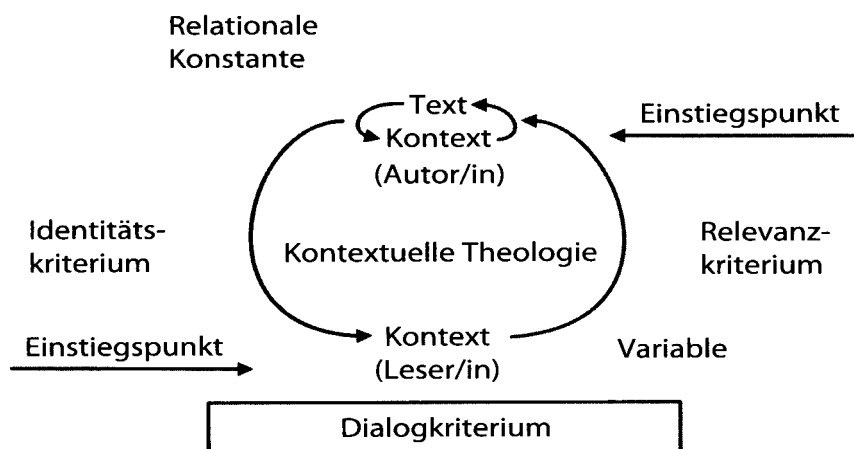 Relationale
Konstante
Text
Kontext
(Autor/in)
Einstiegspunkt
Identitäts-
kriterium
Kontextuelle Theologie
Relevanz-
kriterium
Einstiegspunkt
Kontext
(Leser/in)
Variable
Dialogkriterium